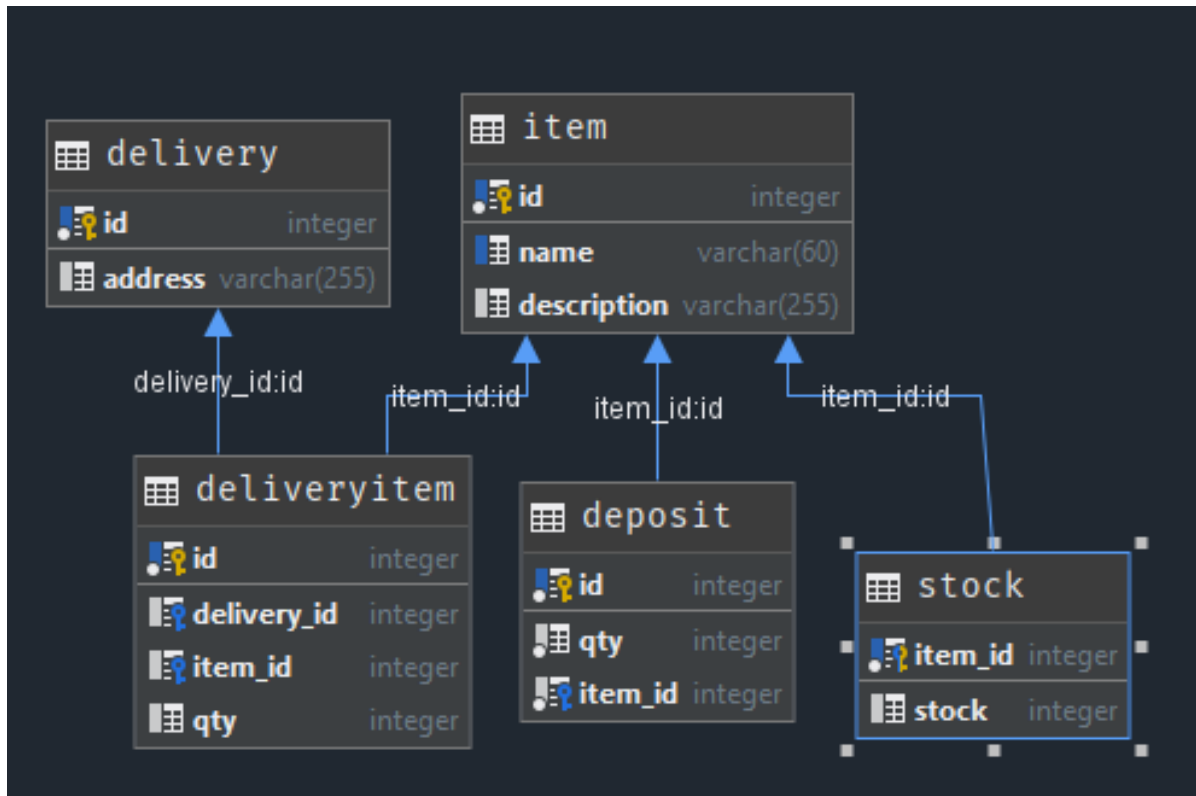 delivery
id integer
address varchar(255)
item
id integer
name varchar(60)
description varchar(255)
delivery_id:id
item_id:id
item_id:id
item_id:id
deliveryitem
id integer
delivery_id integer
item_id integer
qty integer
deposit
id integer
qty integer
item_id integer
stock
item_id integer
stock integer